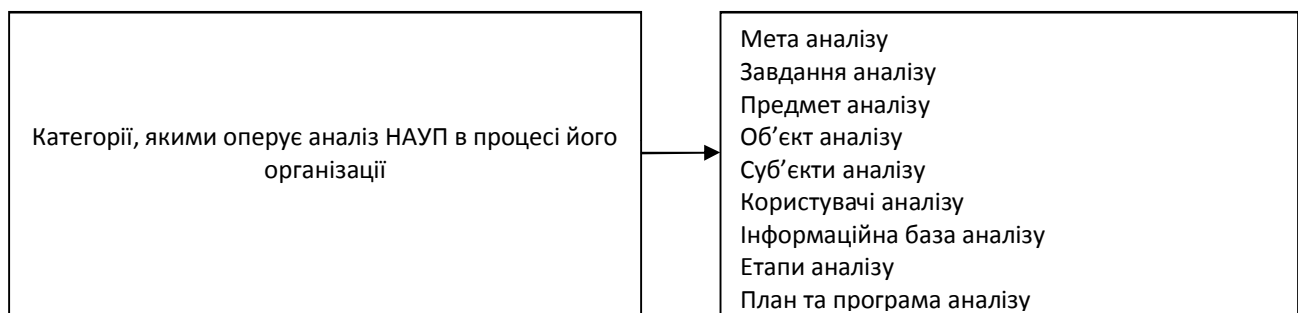 Категорії, якими оперує аналіз НАУП в процесі його
організації
Мета аналізу
Завдання аналізу
Предмет аналізу
Об’єкт аналізу
Суб’єкти аналізу
Користувачі аналізу
Інформаційна база аналізу
Етапи аналізу
План та програма аналізу